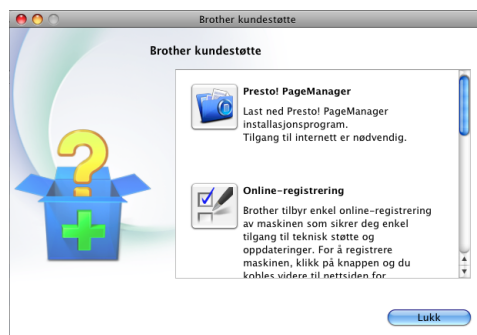 Brother kundestøtte
Brother kundestøtte
Presto! PageManager
Last ned Presto! PageManager
installasjonsprogram.
Tilgang til internett er nødvendig.
Online-registrering
Brother tilbyr enkel online-registrering
av maskinen som sikrer deg enkel
tilgang til teknisk støtte og
oppdateringer. For å registrere
maskinen, klikk på knappen og du
kobles videre til nettsiden for
Lukk